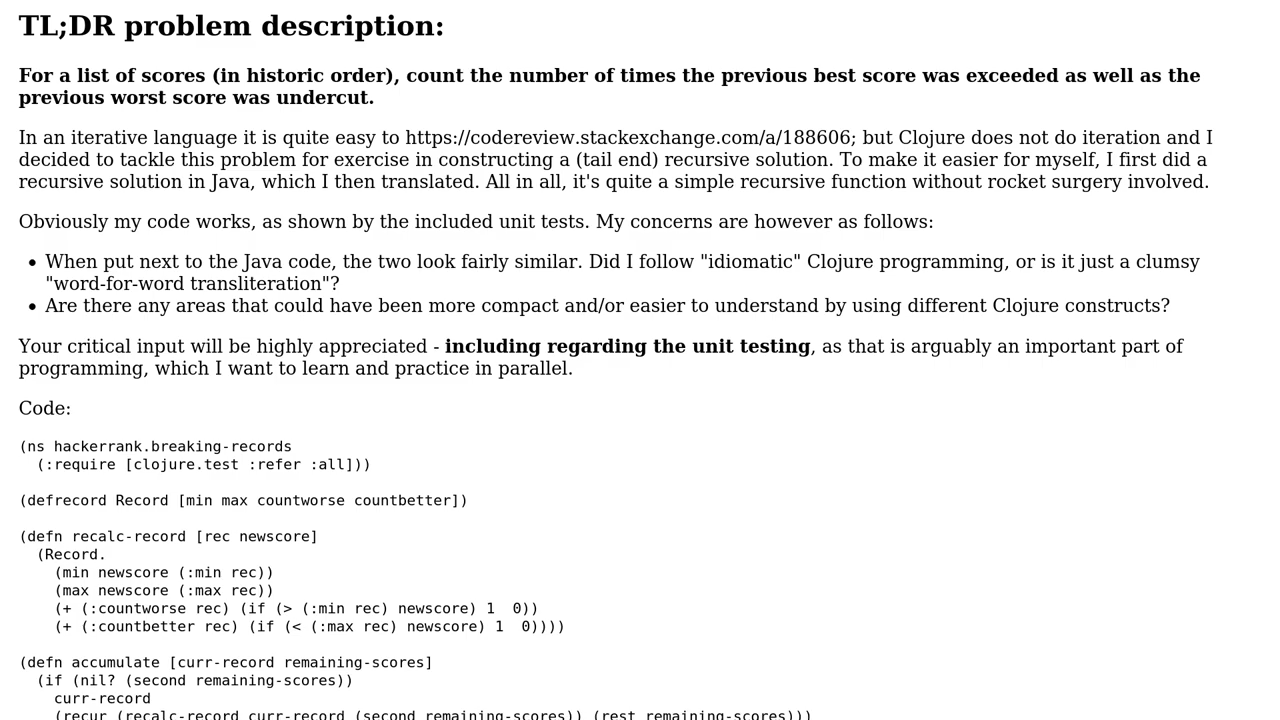 TL;DR problem description:
For a list of scores (in historic order), count the number of times the previous best score was exceeded as well as the
previous worst score was undercut.
In an iterative language it is quite easy to https://codereview.stackexchange.com/a/188606; but Clojure does not do iteration and I
decided to tackle this problem for exercise in constructing a (tail end) recursive solution. To make it easier for myself, I first did a
recursive solution in Java, which I then translated. All in all, it's quite a simple recursive function without rocket surgery involved.
Obviously my code works, as shown by the included unit tests. My concerns are however as follows:
• When put next to the Java code, the two look fairly similar. Did I follow "idiomatic" Clojure programming, or is it just a clumsy
"word-for-word transliteration"?
• Are there any areas that could have been more compact and/or easier to understand by using different Clojure constructs?
Your critical input will be highly appreciated - including regarding the unit testing, as that is arguably an important part of
programming, which I want to learn and practice in parallel.
Code:
(ns hackerrank.breaking-records
  (:require [clojure.test :refer :all]))
(defrecord Record [min max countworse countbetter])
(defn recalc-record [rec newscore]
  (Record.
    (min newscore (:min rec))
    (max newscore (:max rec))
    (+ (:countworse rec) (if (> (:min rec) newscore) 1  0))
    (+ (:countbetter rec) (if (< (:max rec) newscore) 1  0))))
(defn accumulate [curr-record remaining-scores]
  (if (nil? (second remaining-scores))
    curr-record
    (recur (recalc-record curr-record (second remaining-scores)) (rest remaining-scores)))